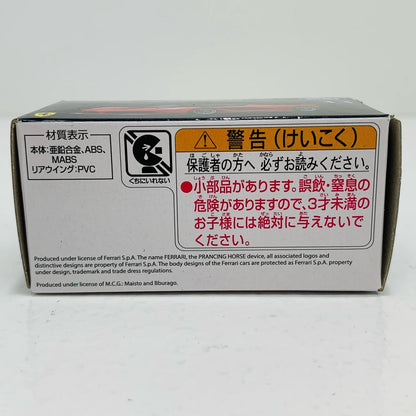 材質表示
本体:亜鉛合金、ABS、
MABS
リアウイング:PVC
くちにいれない
警告(けいこく)
保護者の方へ 必ずお読みください。
●小部品があります。誤飲・窒息の
危険がありますので、3才未満の
お子様には絶対に与えないで
ください。
Produced under license of Ferrari S.p.A. The name FERRARI, the PRANCING HORSE device, all associated logos and
distinctive designs are property of Ferrari S.p.A. The body designs of the Ferrari cars are protected as Ferrari S.p.A. property
under design, trademark and trade dress regulations.
Produced under license of M.C.G.: Maisto and Bburago.